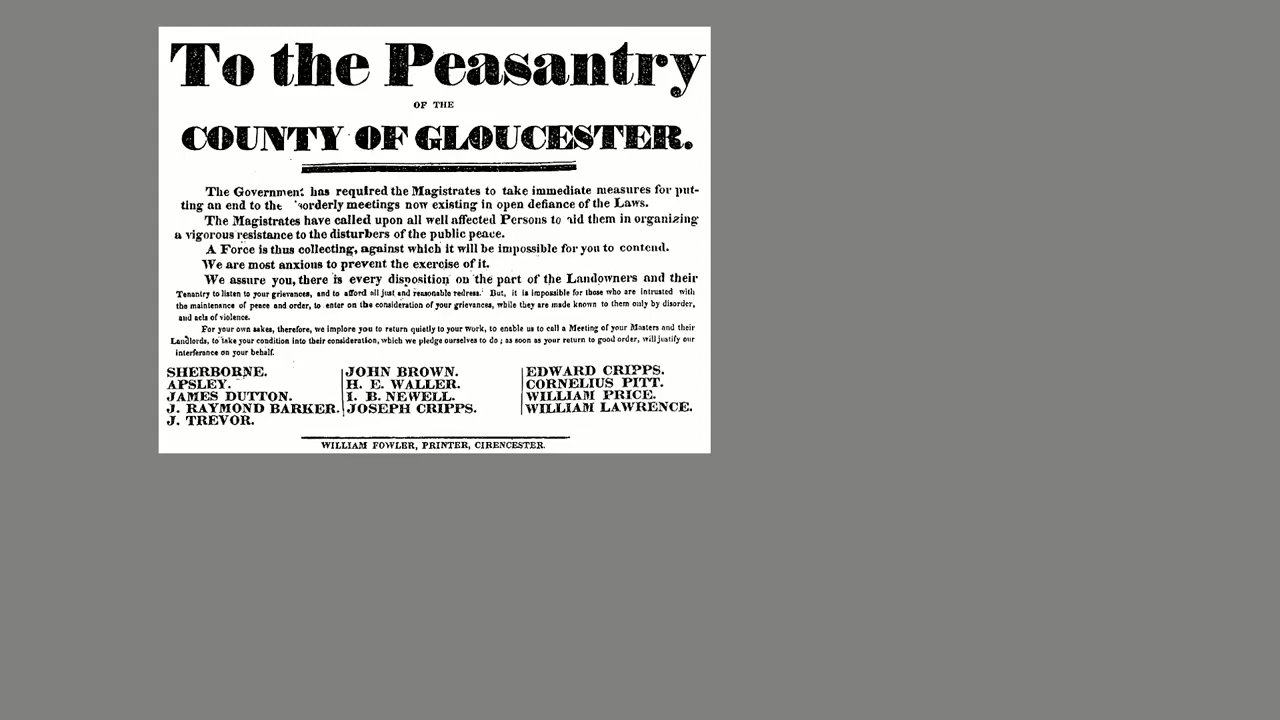 To the Peasantry
OF THE
COUNTY OF GLOUCESTER.
The Government has required the Magistrates to take immediate measures for put-
ting an end to the orderly meetings now existing in open defiance of the Laws.
The Magistrates have called upon all well affected Persons to aid them in organizing
a vigorous resistance to the disturbers of the public peace.
A Force is thus collecting, against which it will be impossible for you to contend.
We are most anxious to prevent the exercise of it.
We assure you, there is every disposition on the part of the Landowners and their
Tenantry to listen to your grievances, and to afford all just and reasonable redress. But, it is impossible for those who are intrusted with
the maintenance of peace and order, to enter on the consideration of your grievances, while they are made known to them only by disorder,
and acts of violence.
For your own sakes, therefore, we implore you to return quietly to your work, to enable us to call a Meeting of your Masters and their
Landlords, to take your condition into their consideration, which we pledge ourselves to do; as soon as your return to good order, will justify our
interferance on your behalf.
SHERBORNE.
APSLEY.
JAMES DUTTON.
J. RAYMOND BARKER.
J. TREVOR.
JOHN BROWN.
H. E. WALLER.
I. B. NEWELL.
JOSEPH CRIPPS.
EDWARD CRIPPS.
CORNELIUS PITT.
WILLIAM PRICE.
WILLIAM LAWRENCE.
WILLIAM FOWLER, PRINTER, CIRENCESTER.